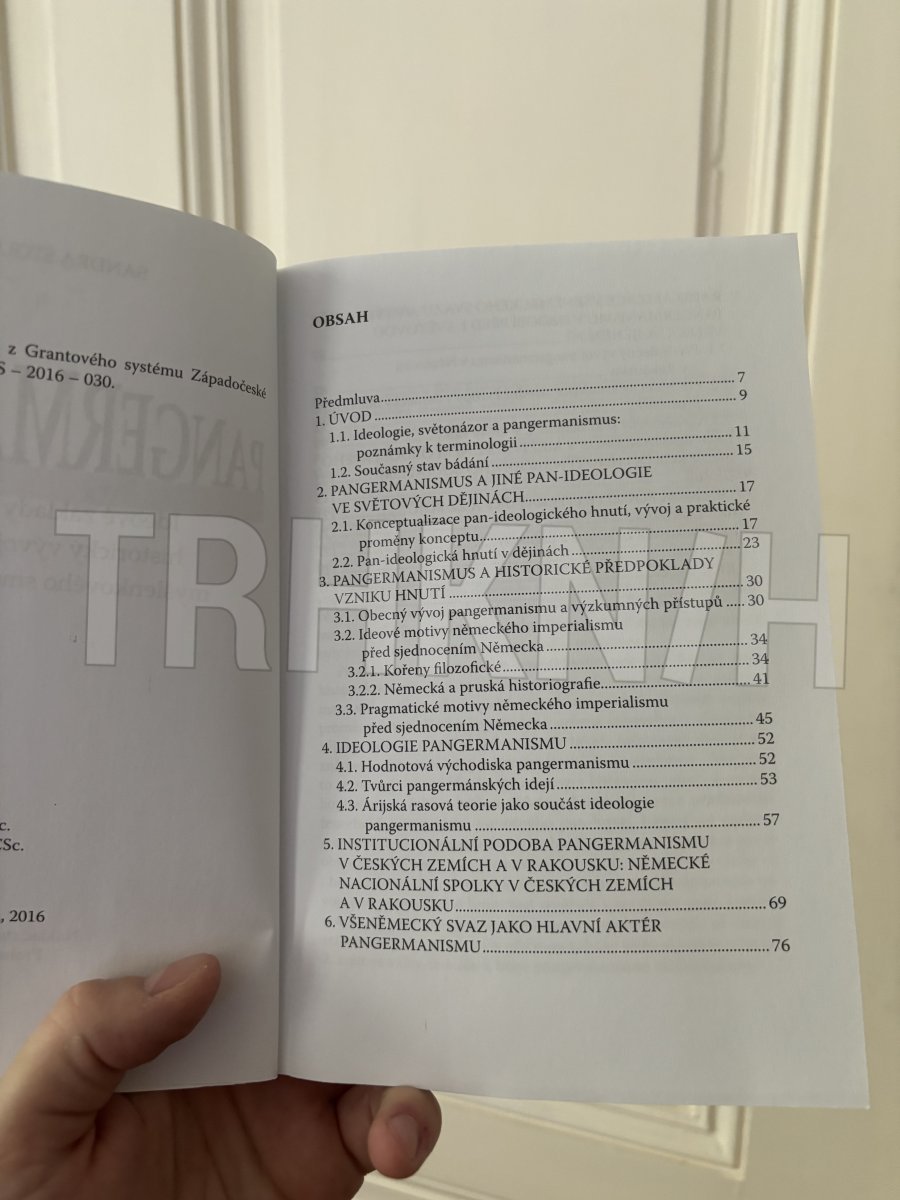 z Grantového systému Západočeské
– 2016 – 030.
c.
CSc.
, 2016
OBSAH
Předmluva........ 7
1. ÚVOD ........ 9
1.1. Ideologie, světonázor a pangermanismus:
poznámky k terminologii ........ 11
1.2. Současný stav bádání ........ 15
2. PANGERMANISMUS A JINÉ PAN-IDEOLOGIE
VE SVĚTOVÝCH DĚJINÁCH........ 17
2.1. Konceptualizace pan-ideologického hnutí, vývoj a praktické
proměny konceptu........ 17
2.2. Pan-ideologická hnutí v dějinách ........ 23
3. PANGERMANISMUS A HISTORICKÉ PŘEDPOKLADY
VZNIKU HNUTÍ ........ 30
3.1. Obecný vývoj pangermanismu a výzkumných přístupů ..... 30
3.2. Ideové motivy německého imperialismu
před sjednocením Německa ........ 34
3.2.1. Kořeny filozofické........ 34
3.2.2. Německá a pruská historiografie........ 41
3.3. Pragmatické motivy německého imperialismu
před sjednocením Německa ........ 45
4. IDEOLOGIE PANGERMANISMU ........ 52
4.1. Hodnotová východiska pangermanismu ........ 52
4.2. Tvůrci pangermánských idejí ........ 53
4.3. Árijská rasová teorie jako součást ideologie
pangermanismu ........ 57
5. INSTITUCIONÁLNÍ PODOBA PANGERMANISMU
V ČESKÝCH ZEMÍCH A V RAKOUSKU: NĚMECKÉ
NACIONÁLNÍ SPOLKY V ČESKÝCH ZEMÍCH
A V RAKOUSKU........ 69
6. VŠENĚMECKÝ SVAZ JAKO HLAVNÍ AKTÉR
PANGERMANISMU........ 76
TRHKNIH